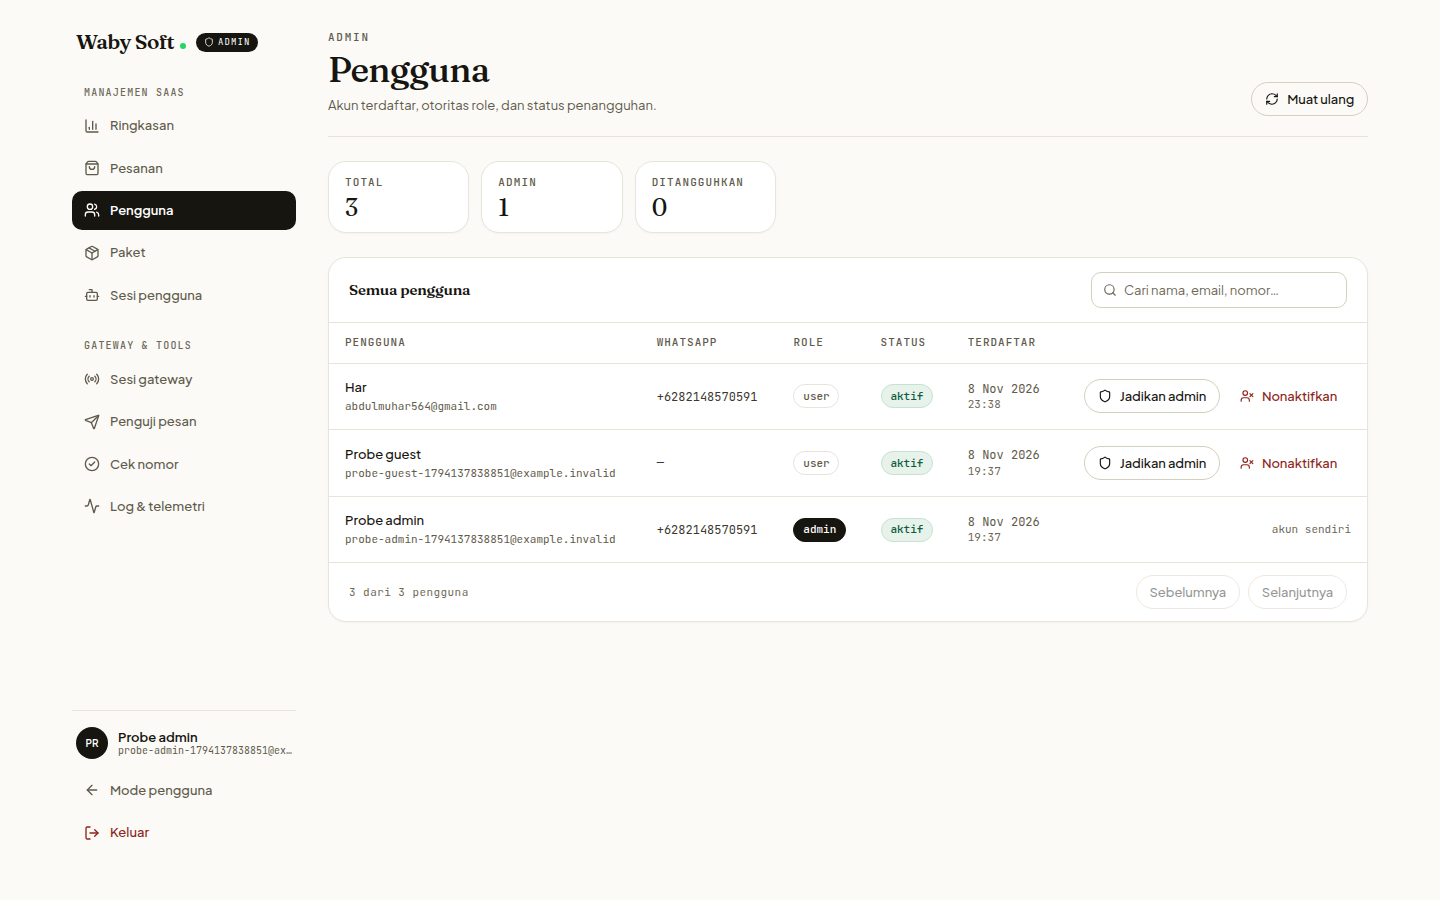 Waby Soft
ADMIN
MANAJEMEN SAAS
Ringkasan
Pesanan
Pengguna
Paket
Sesi pengguna
GATEWAY & TOOLS
Sesi gateway
Penguji pesan
Cek nomor
Log & telemetri
PR
Probe admin
probe-admin-1794137838851@ex…
Mode pengguna
Keluar
ADMIN
Pengguna
Akun terdaftar, otoritas role, dan status penangguhan.
Muat ulang
TOTAL
3
ADMIN
1
DITANGGUHKAN
0
Semua pengguna
Cari nama, email, nomor…
PENGGUNA WHATSAPP ROLE STATUS TERDAFTAR
Har
abdulmuhar564@gmail.com
+6282148570591
user
aktif
8 Nov 2026
23:38
Jadikan admin
Nonaktifkan
Probe guest
probe-guest-1794137838851@example.invalid
—
user
aktif
8 Nov 2026
19:37
Jadikan admin
Nonaktifkan
Probe admin
probe-admin-1794137838851@example.invalid
+6282148570591
admin
aktif
8 Nov 2026
19:37
akun sendiri
3 dari 3 pengguna
Sebelumnya
Selanjutnya